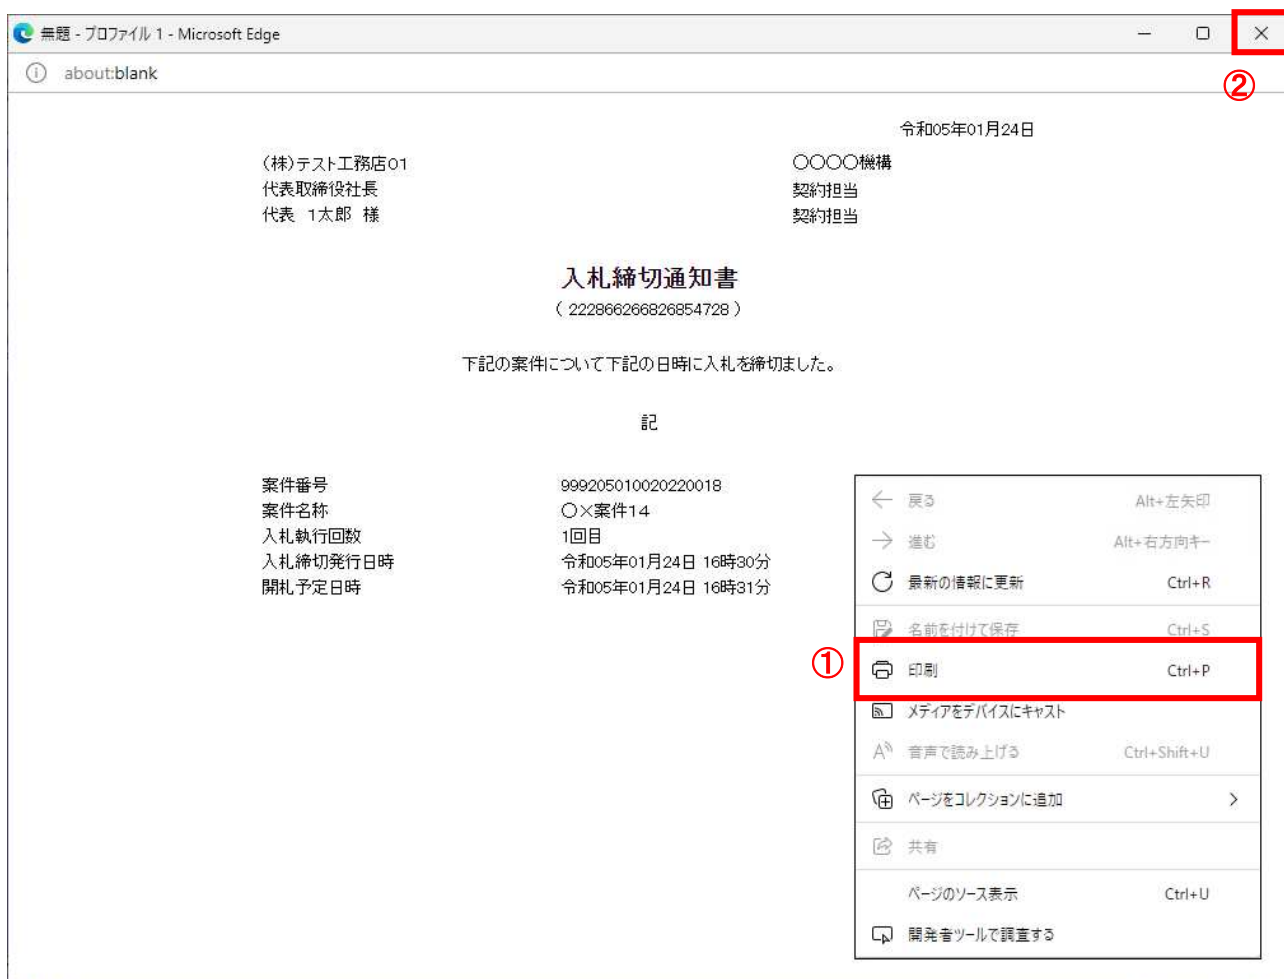 無題 - プロファイル 1 - Microsoft Edge
②
about:blank
令和05年01月24日
(株)テスト工務店01
代表取締役社長
代表 1太郎 様
○○○○機構
契約担当
契約担当
入札締切通知書
( 222866266826854728 )
下記の案件について下記の日時に入札を締切ました。
記
案件番号 999205010020220018
案件名称 ○×案件14
入札執行回数 1回目
入札締切発行日時 令和05年01月24日 16時30分
開札予定日時 令和05年01月24日 16時31分
戻る Alt+左矢印
進む Alt+右方向キー
最新の情報に更新 Ctrl+R
名前を付けて保存 Ctrl+S
① 印刷 Ctrl+P
メディアをデバイスにキャスト
音声で読み上げる Ctrl+Shift+U
ページをコレクションに追加
共有
ページのソース表示 Ctrl+U
開発者ツールで調査する